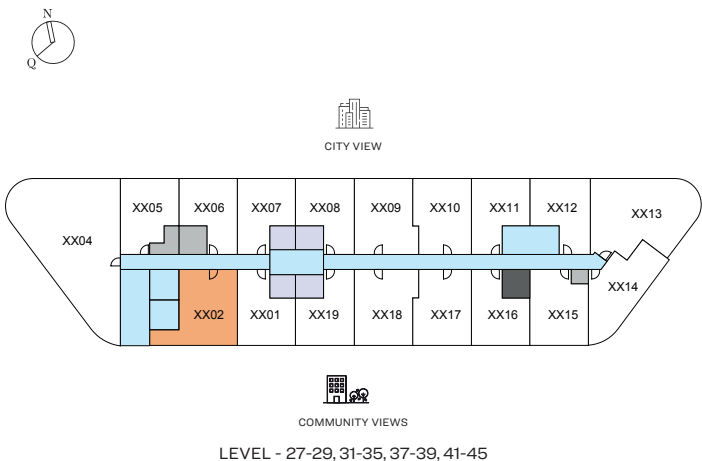 N
Q
CITY VIEW
XX05 XX06 XX07 XX08 XX09 XX10 XX11 XX12
XX04 XX13
XX14
XX02 XX01 XX19 XX18 XX17 XX16 XX15
COMMUNITY VIEWS
LEVEL - 27-29, 31-35, 37-39, 41-45